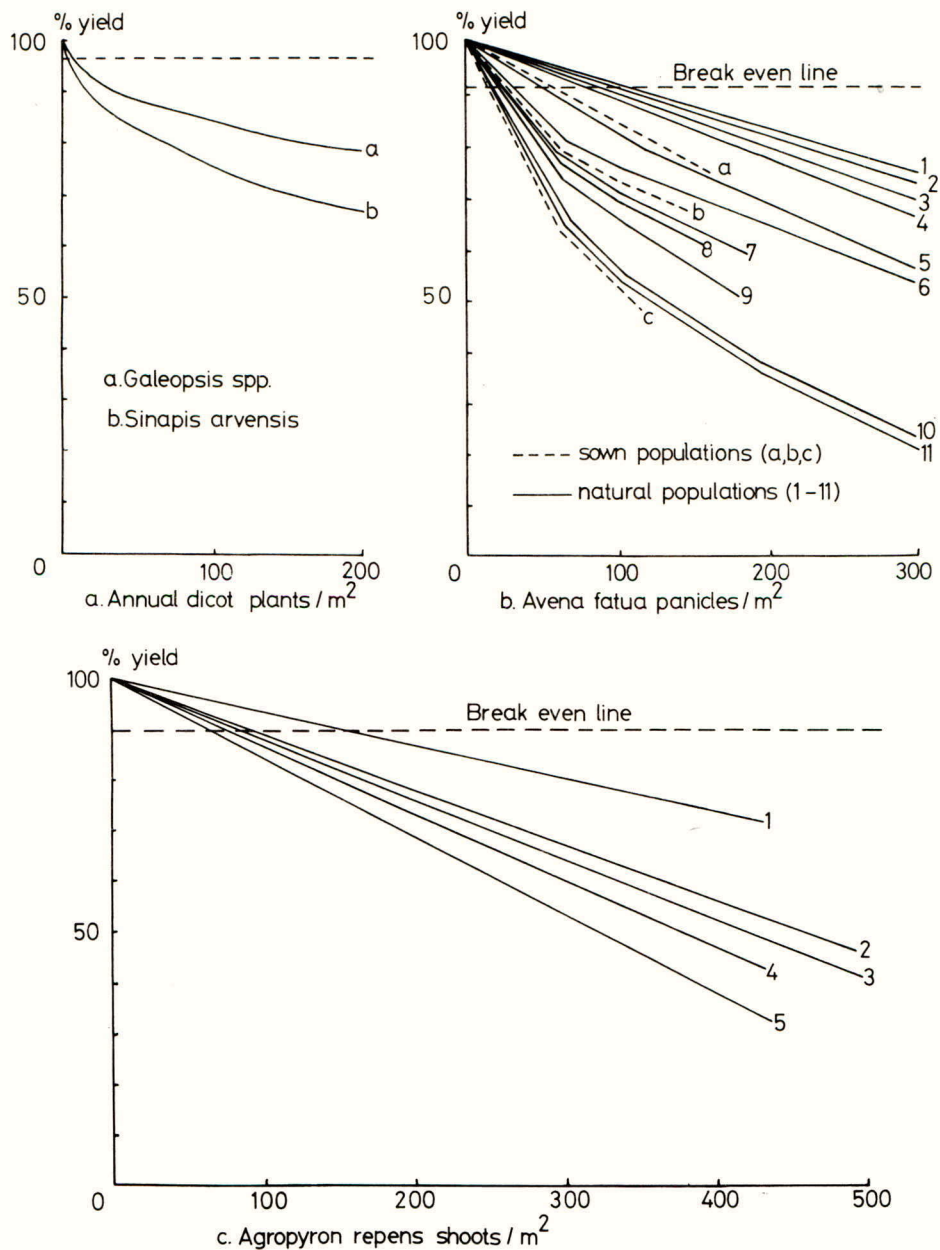 % yield
100
50
0
a
b
a. Galeopsis spp.
b. Sinapis arvensis
100
200
a. Annual dicot plants / m²
% yield
100
Break even line
a
b
c
1
2
3
4
5
6
7
8
9
10
11
--- sown populations (a,b,c)
—— natural populations (1-11)
0
100
200
300
b. Avena fatua panicles / m²
% yield
100
Break even line
1
2
3
4
5
50
0
100
200
300
400
500
c. Agropyron repens shoots / m²